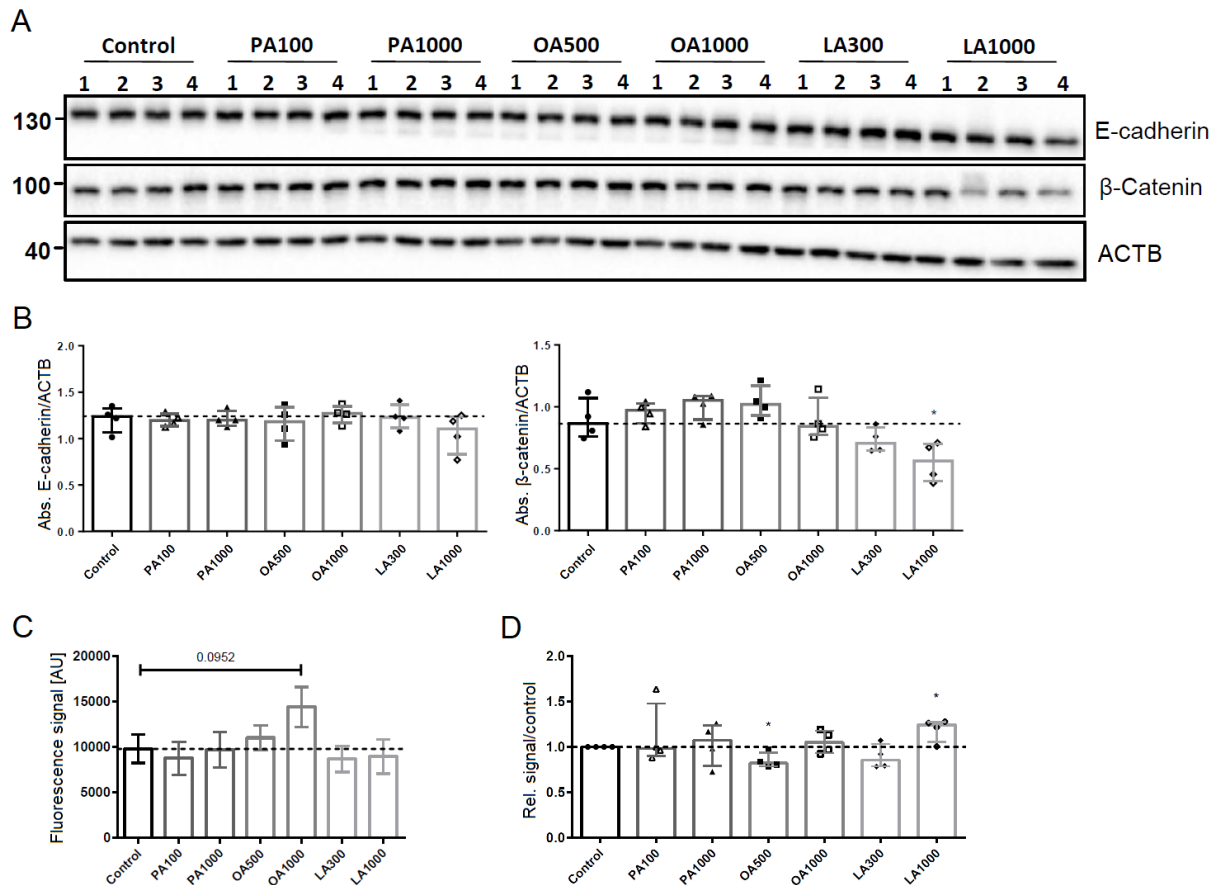 A
Control PA100 PA1000 OA500 OA1000 LA300 LA1000
1 2 3 4 1 2 3 4 1 2 3 4 1 2 3 4 1 2 3 4 1 2 3 4 1 2 3 4
130 E-cadherin
100 β-Catenin
40 ACTB
B
Abs. E-cadherin/ACTB
2.0
1.5
1.0
0.5
0.0
Control PA100 PA1000 OA500 OA1000 LA300 LA1000
Abs. β-catenin/ACTB
1.5
1.0
0.5
0.0
*
Control PA100 PA1000 OA500 OA1000 LA300 LA1000
C
Fluorescence signal [AU]
20000
15000
10000
5000
0
0.0952
Control PA100 PA1000 OA500 OA1000 LA300 LA1000
D
Rel. signal/control
2.0
1.5
1.0
0.5
0.0
* *
Control PA100 PA1000 OA500 OA1000 LA300 LA1000